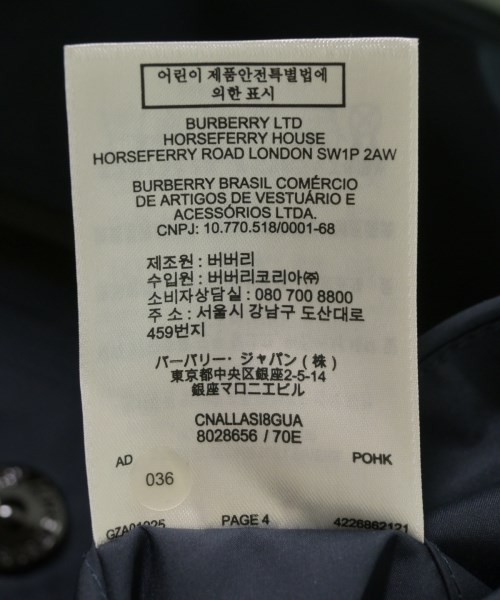 어린이 제품안전특별법에
의한 표시
BURBERRY LTD
HORSEFERRY HOUSE
HORSEFERRY ROAD LONDON SW1P 2AW
BURBERRY BRASIL COMÉRCIO
DE ARTIGOS DE VESTUÁRIO E
ACESSÓRIOS LTDA.
CNPJ: 10.770.518/0001-68
제조원 : 버버리
수입원 : 버버리코리아㈜
소비자상담실 : 080 700 8800
주 소 : 서울시 강남구 도산대로
459번지
バーバリー・ジャパン（株）
東京都中央区銀座2-5-14
銀座マロニエビル
CNALLASI8GUA
8028656 / 70E
AD
POHK
036
PAGE 4
4226862121